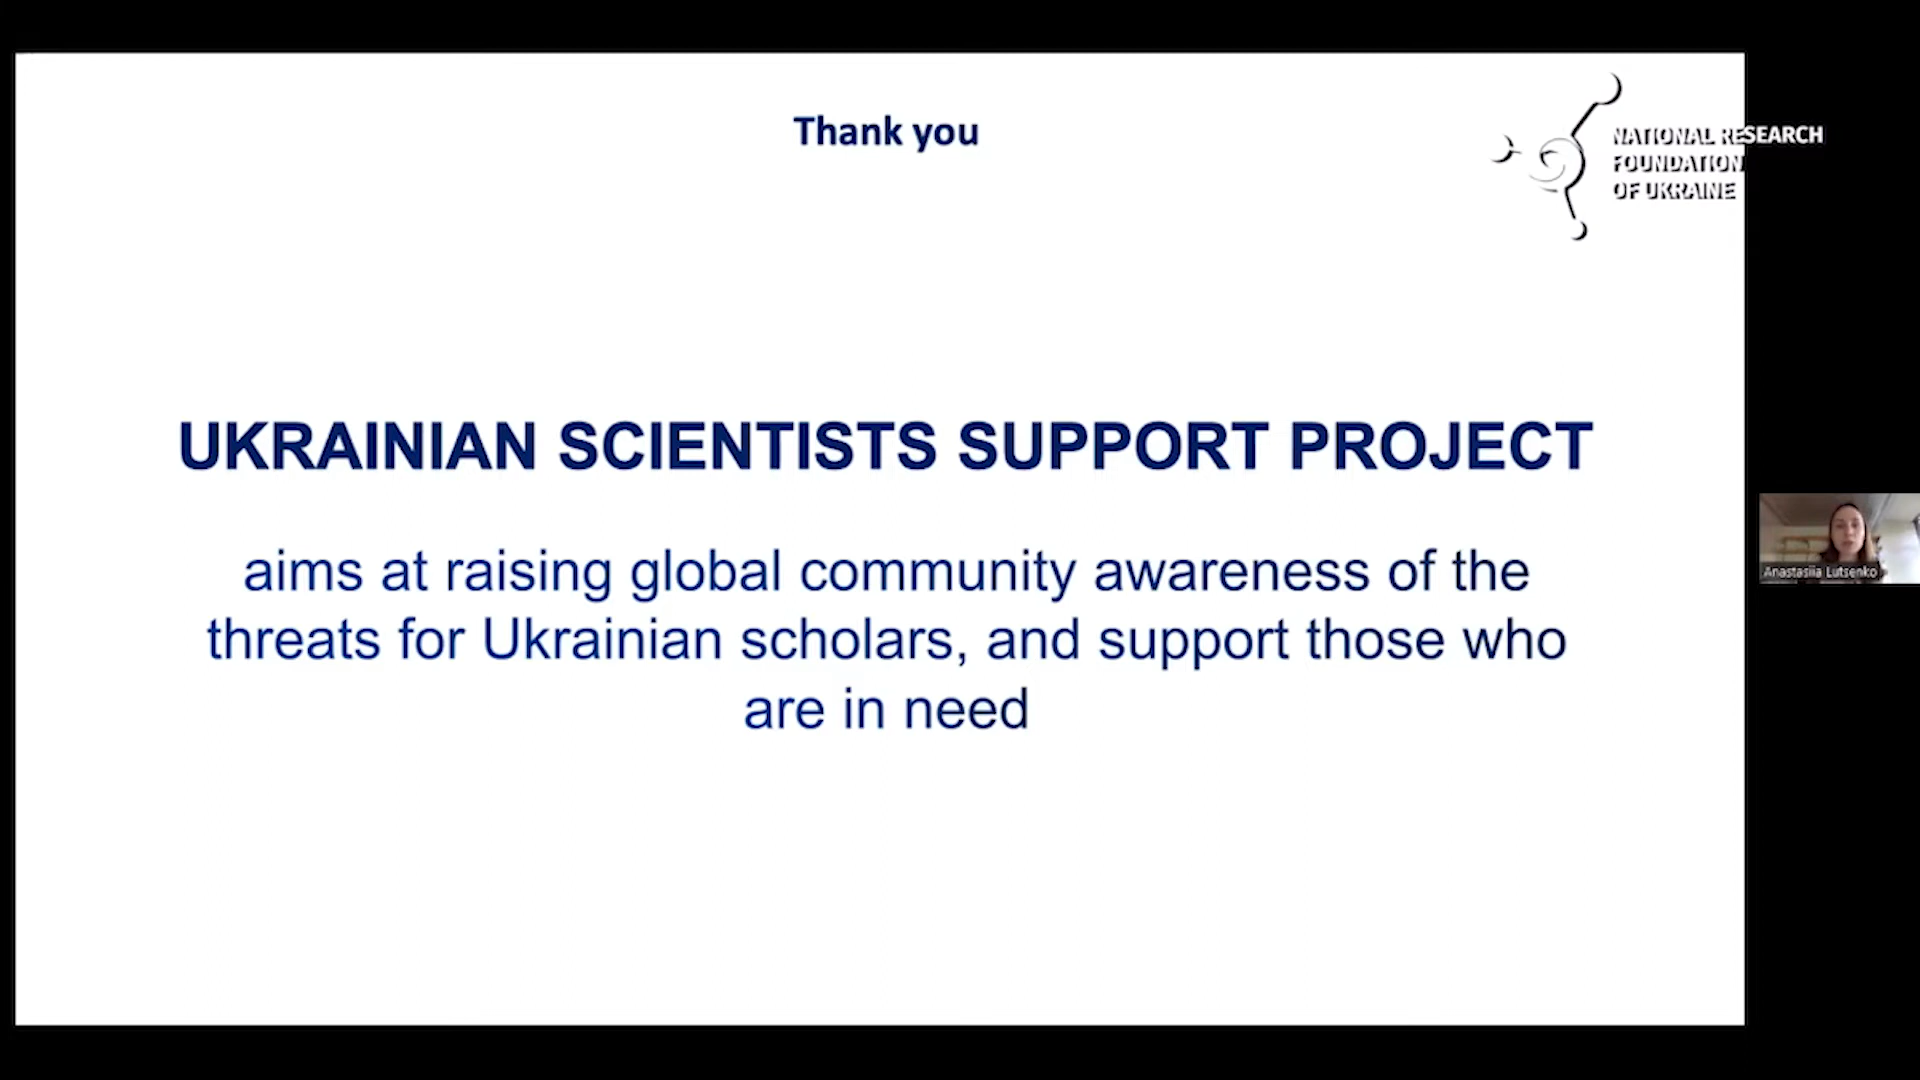 Thank you
NATIONAL RESEARCH
FOUNDATION
OF UKRAINE
UKRAINIAN SCIENTISTS SUPPORT PROJECT
aims at raising global community awareness of the
threats for Ukrainian scholars, and support those who
are in need
Anastasiia Lutsenko